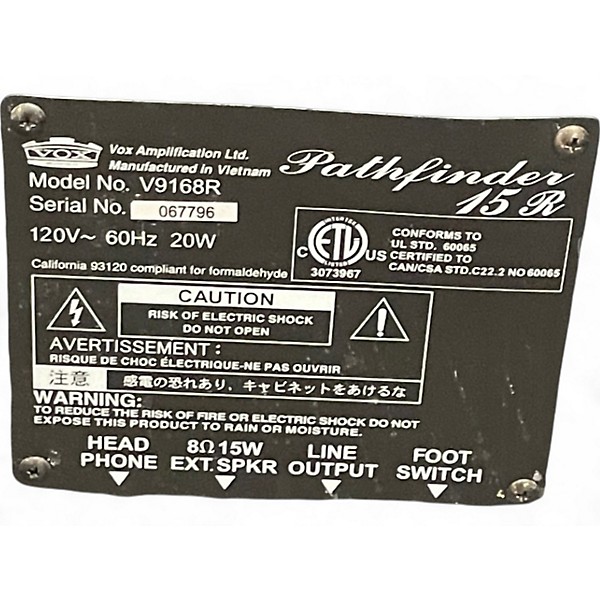 VOX
Vox Amplification Ltd.
Manufactured in Vietnam
Pathfinder
15 R
Model No. V9168R
Serial No. 067796
120V~ 60Hz 20W
C ETL US
LISTED
3073967
CONFORMS TO
UL STD. 60065
CERTIFIED TO
CAN/CSA STD.C22.2 NO 60065
California 93120 compliant for formaldehyde
CAUTION
RISK OF ELECTRIC SHOCK
DO NOT OPEN
AVERTISSEMENT :
RISQUE DE CHOC ÉLECTRIQUE-NE PAS OUVRIR
注意 感電の恐れあり、キャビネットをあけるな
WARNING:
TO REDUCE THE RISK OF FIRE OR ELECTRIC SHOCK DO NOT
EXPOSE THIS PRODUCT TO RAIN OR MOISTURE.
HEAD PHONE
8Ω15W EXT.SPKR
LINE OUTPUT
FOOT SWITCH